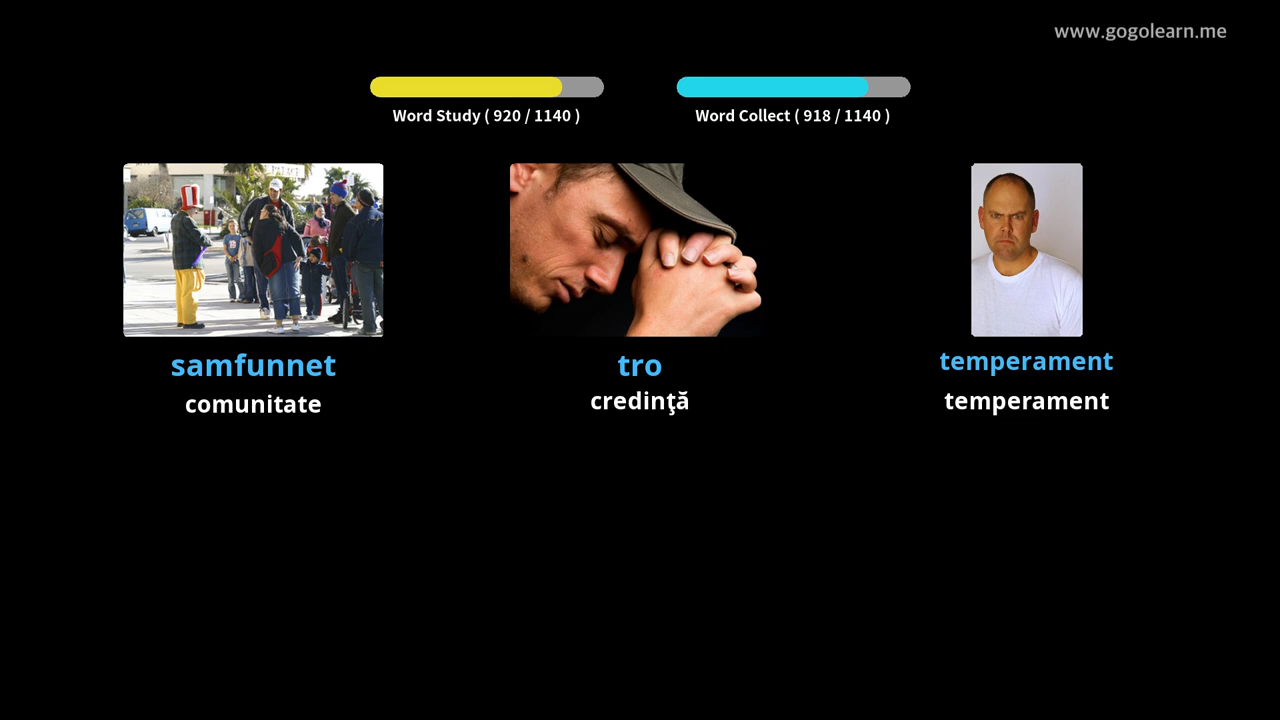 www.gogolearn.me
Word Study ( 920 / 1140 )
Word Collect ( 918 / 1140 )
samfunnet
comunitate
tro
credinţă
temperament
temperament